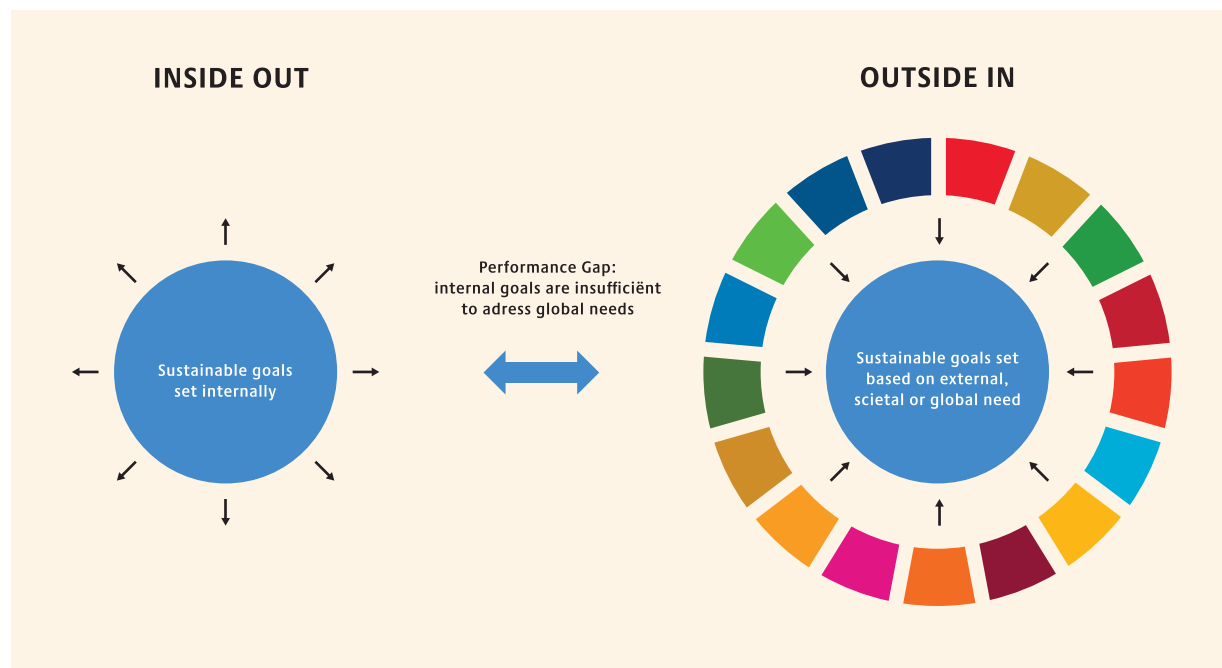 INSIDE OUT
OUTSIDE IN
Performance Gap:
internal goals are insufficiënt
to adress global needs
Sustainable goals
set internally
Sustainable goals set
based on external,
scietal or global need